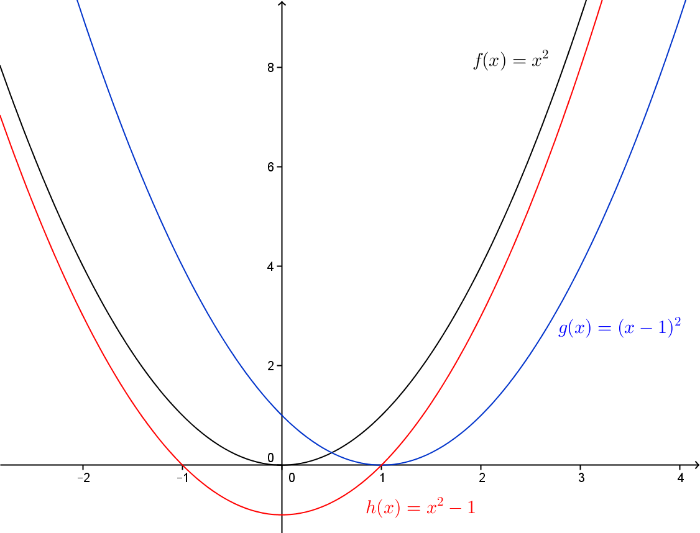 f(x) = x²
8
6
4
g(x) = (x − 1)²
2
0
−2 −1 0 1 2 3 4
h(x) = x² − 1